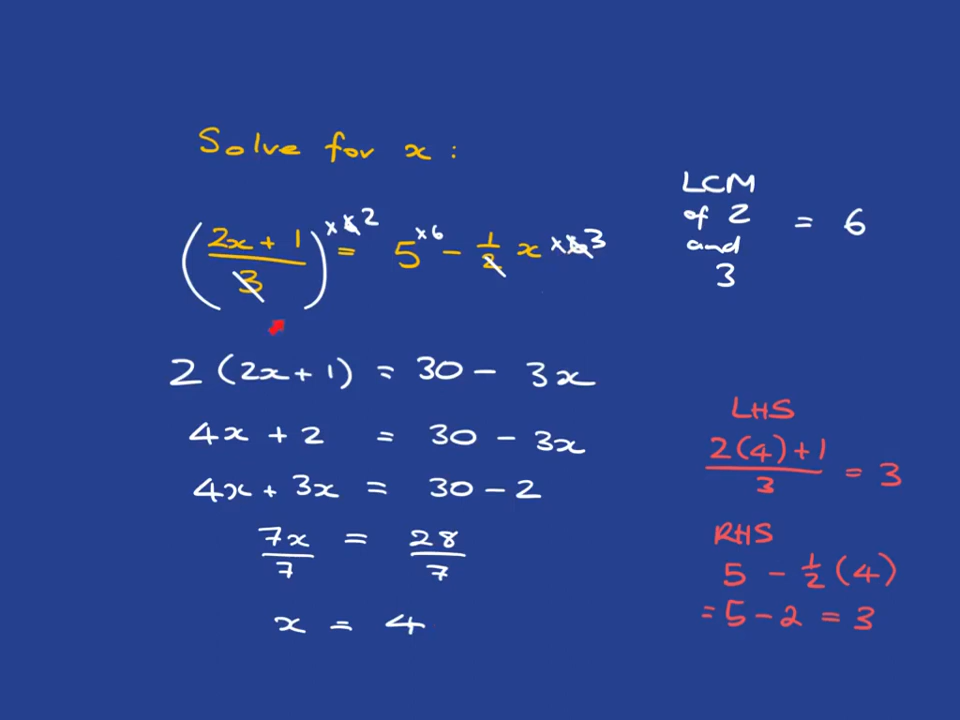 Solve for x :
(2x + 1 / 3) ×6 2 = 5 ×6 − 1/2 x ×6 3
LCM
of 2
and
3
= 6
2 (2x + 1) = 30 − 3x
4x + 2 = 30 − 3x
4x + 3x = 30 − 2
7x/7 = 28/7
x = 4
LHS
2(4) + 1 / 3 = 3
RHS
5 − 1/2 (4)
= 5 − 2 = 3